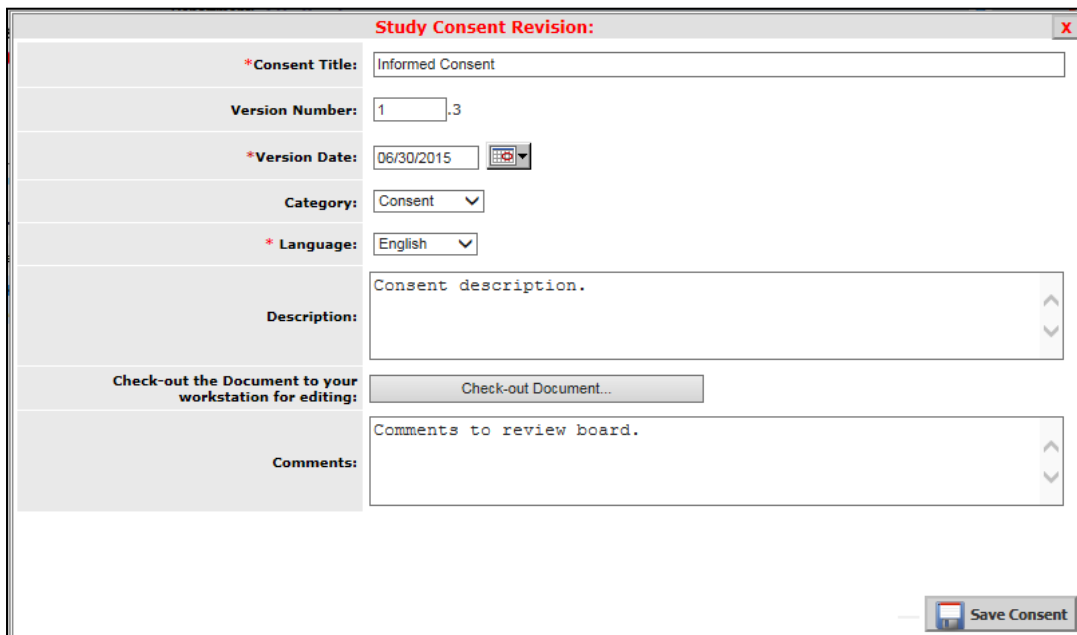 Study Consent Revision:
X
*Consent Title: Informed Consent
Version Number: 1 .3
*Version Date: 06/30/2015
Category: Consent
* Language: English
Description: Consent description.
Check-out the Document to your
workstation for editing: Check-out Document...
Comments: Comments to review board.
Save Consent